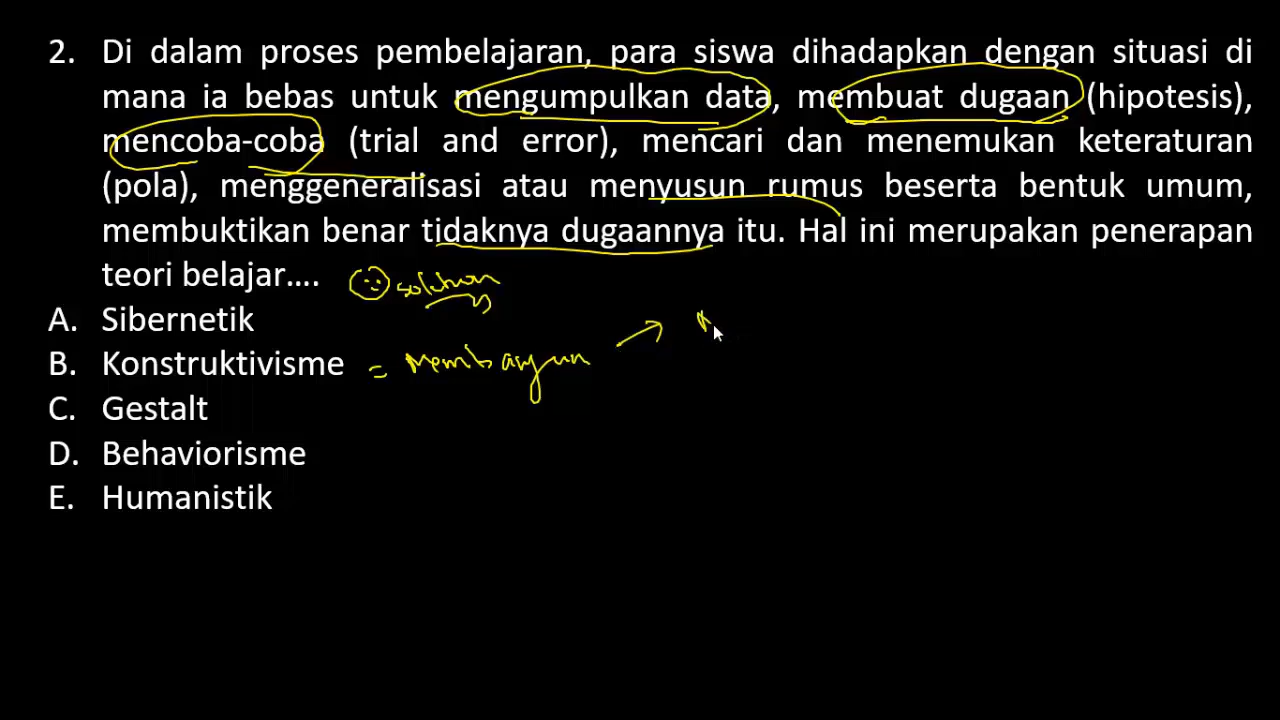 2. Di dalam proses pembelajaran, para siswa dihadapkan dengan situasi di
mana ia bebas untuk mengumpulkan data, membuat dugaan (hipotesis),
mencoba-coba (trial and error), mencari dan menemukan keteraturan
(pola), menggeneralisasi atau menyusun rumus beserta bentuk umum,
membuktikan benar tidaknya dugaannya itu. Hal ini merupakan penerapan
teori belajar.... solution
A. Sibernetik
B. Konstruktivisme = Membangun →
C. Gestalt
D. Behaviorisme
E. Humanistik